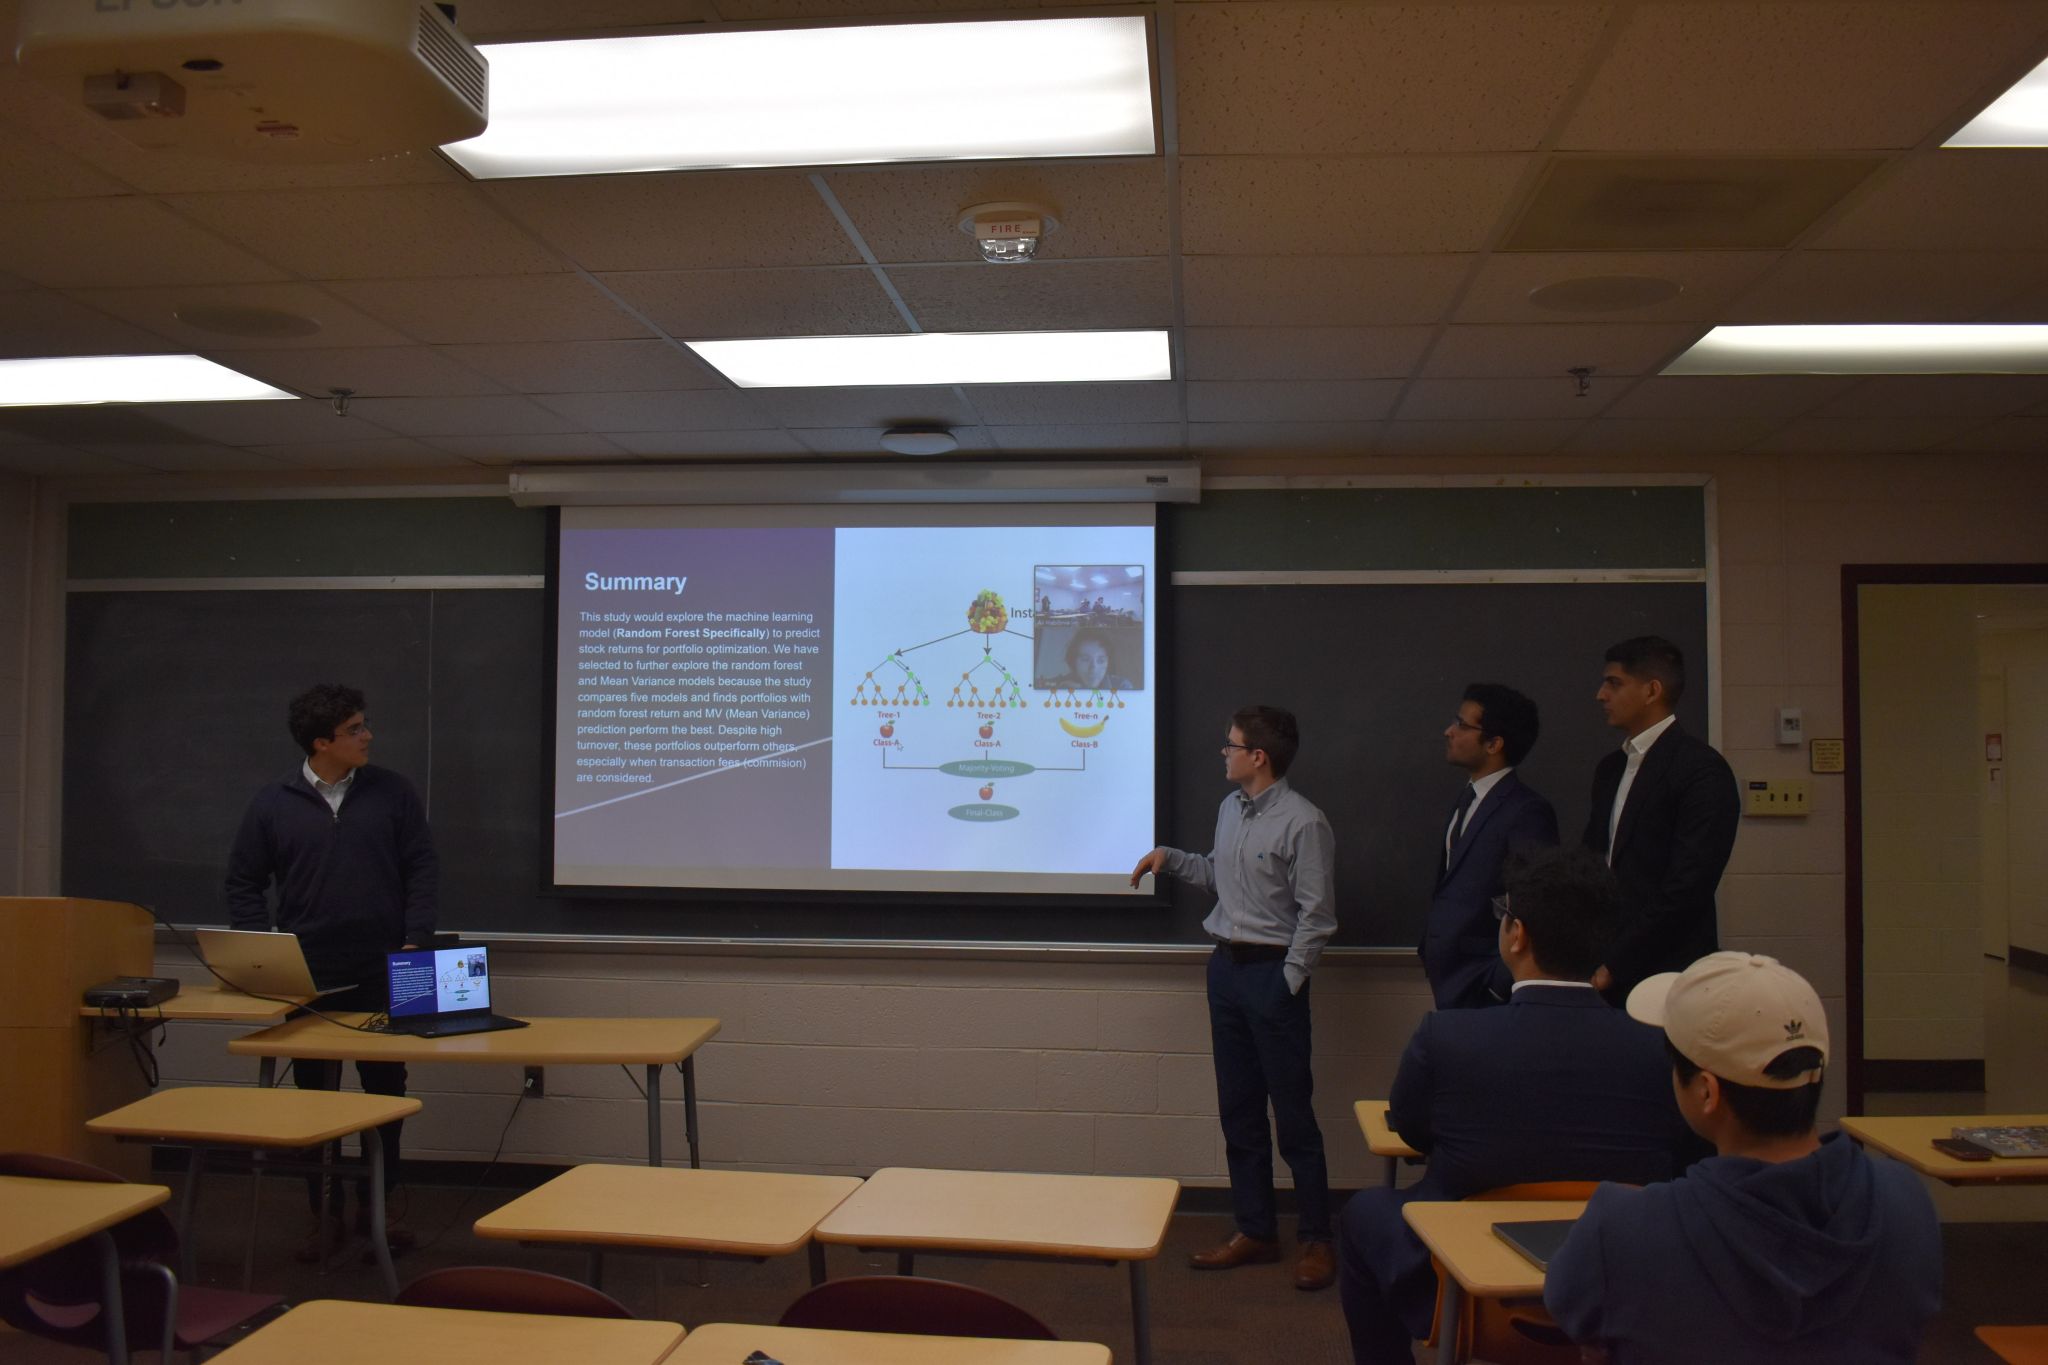 EPSON
FIRE
Summary
This study would explore the machine learning
model (Random Forest Specifically) to predict
stock returns for portfolio optimization. We have
selected to further explore the random forest
and Mean Variance models because the study
compares five models and finds portfolios with
random forest return and MV (Mean Variance)
prediction perform the best. Despite high
turnover, these portfolios outperform others,
especially when transaction fees (commision)
are considered.
Insta
Tree-1
Tree-2
Tree-n
Class-A
Class-A
Class-B
Majority-Voting
Final-Class
Summary
adidas